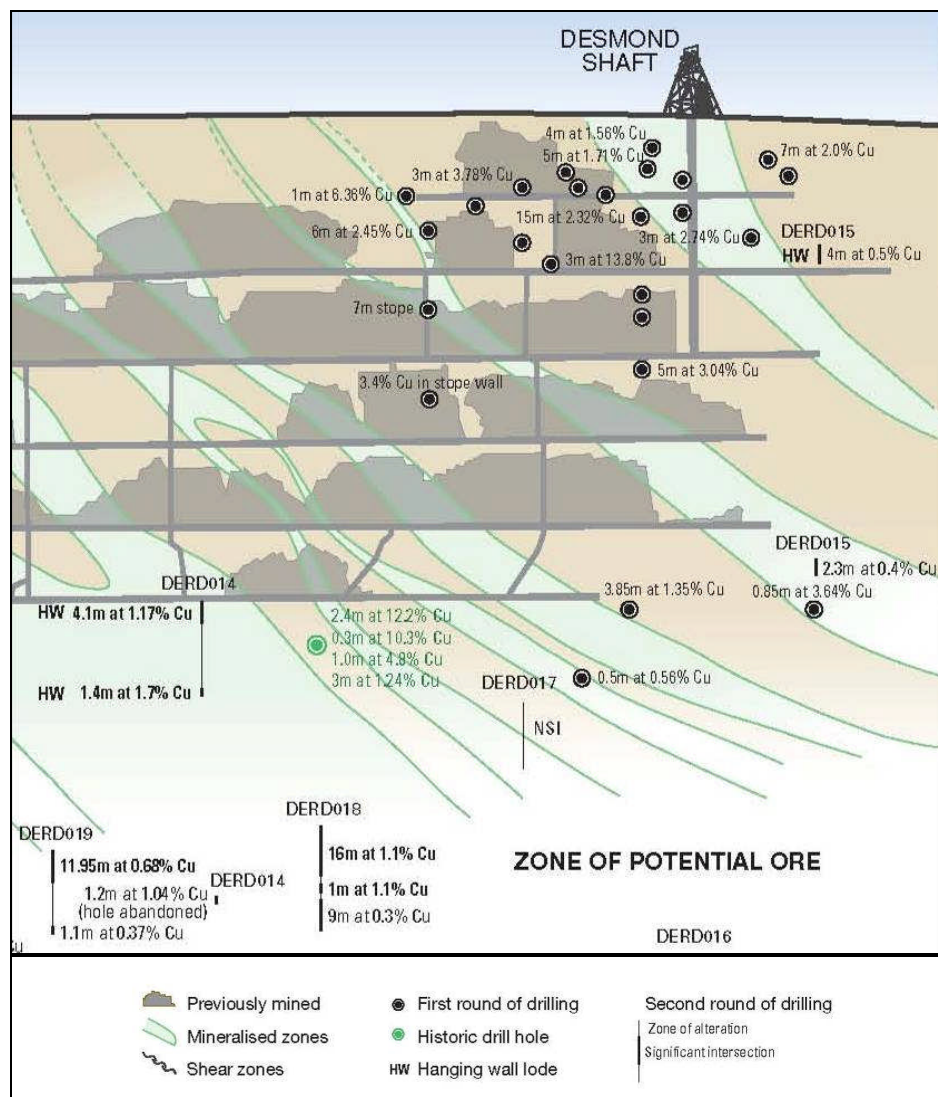 DESMOND
SHAFT
4m at 1.56% Cu
5m at 1.71% Cu
7m at 2.0% Cu
3m at 3.78% Cu
1m at 6.36% Cu
15m at 2.32% Cu
6m at 2.45% Cu
3m at 2.74% Cu
DERD015
HW 4m at 0.5% Cu
3m at 13.8% Cu
7m stope
5m at 3.04% Cu
3.4% Cu in stope wall
DERD015
2.3m at 0.4% Cu
DERD014
3.85m at 1.35% Cu
0.85m at 3.64% Cu
HW 4.1m at 1.17% Cu
2.4m at 12.2% Cu
0.3m at 10.3% Cu
1.0m at 4.8% Cu
3m at 1.24% Cu
DERD017
0.5m at 0.56% Cu
HW 1.4m at 1.7% Cu
NSI
DERD018
DERD019
16m at 1.1% Cu
ZONE OF POTENTIAL ORE
11.95m at 0.68% Cu
DERD014
1.2m at 1.04% Cu
(hole abandoned)
1m at 1.1% Cu
9m at 0.3% Cu
1.1m at 0.37% Cu
DERD016
Cu
Previously mined
First round of drilling
Second round of drilling
Mineralised zones
Historic drill hole
Zone of alteration
Significant intersection
Shear zones
HW Hanging wall lode